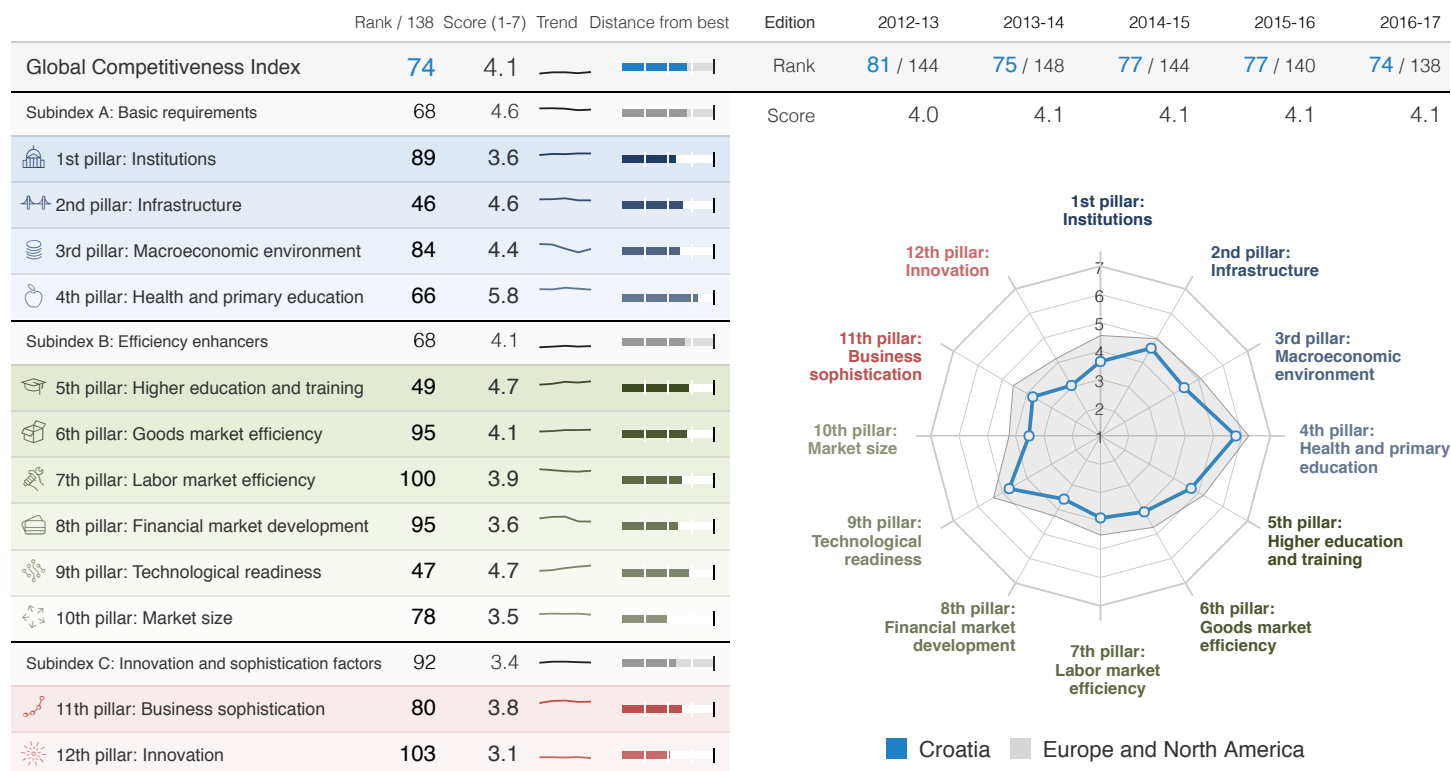 Rank / 138 Score (1-7) Trend Distance from best
Global Competitiveness Index 74 4.1
Subindex A: Basic requirements 68 4.6
1st pillar: Institutions 89 3.6
2nd pillar: Infrastructure 46 4.6
3rd pillar: Macroeconomic environment 84 4.4
4th pillar: Health and primary education 66 5.8
Subindex B: Efficiency enhancers 68 4.1
5th pillar: Higher education and training 49 4.7
6th pillar: Goods market efficiency 95 4.1
7th pillar: Labor market efficiency 100 3.9
8th pillar: Financial market development 95 3.6
9th pillar: Technological readiness 47 4.7
10th pillar: Market size 78 3.5
Subindex C: Innovation and sophistication factors 92 3.4
11th pillar: Business sophistication 80 3.8
12th pillar: Innovation 103 3.1
Edition 2012-13 2013-14 2014-15 2015-16 2016-17
Rank 81 / 144 75 / 148 77 / 144 77 / 140 74 / 138
Score 4.0 4.1 4.1 4.1 4.1
1st pillar:
Institutions
2nd pillar:
Infrastructure
3rd pillar:
Macroeconomic
environment
4th pillar:
Health and primary
education
5th pillar:
Higher education
and training
6th pillar:
Goods market
efficiency
7th pillar:
Labor market
efficiency
8th pillar:
Financial market
development
9th pillar:
Technological
readiness
10th pillar:
Market size
11th pillar:
Business
sophistication
12th pillar:
Innovation
7
6
5
4
3
2
1
Croatia
Europe and North America